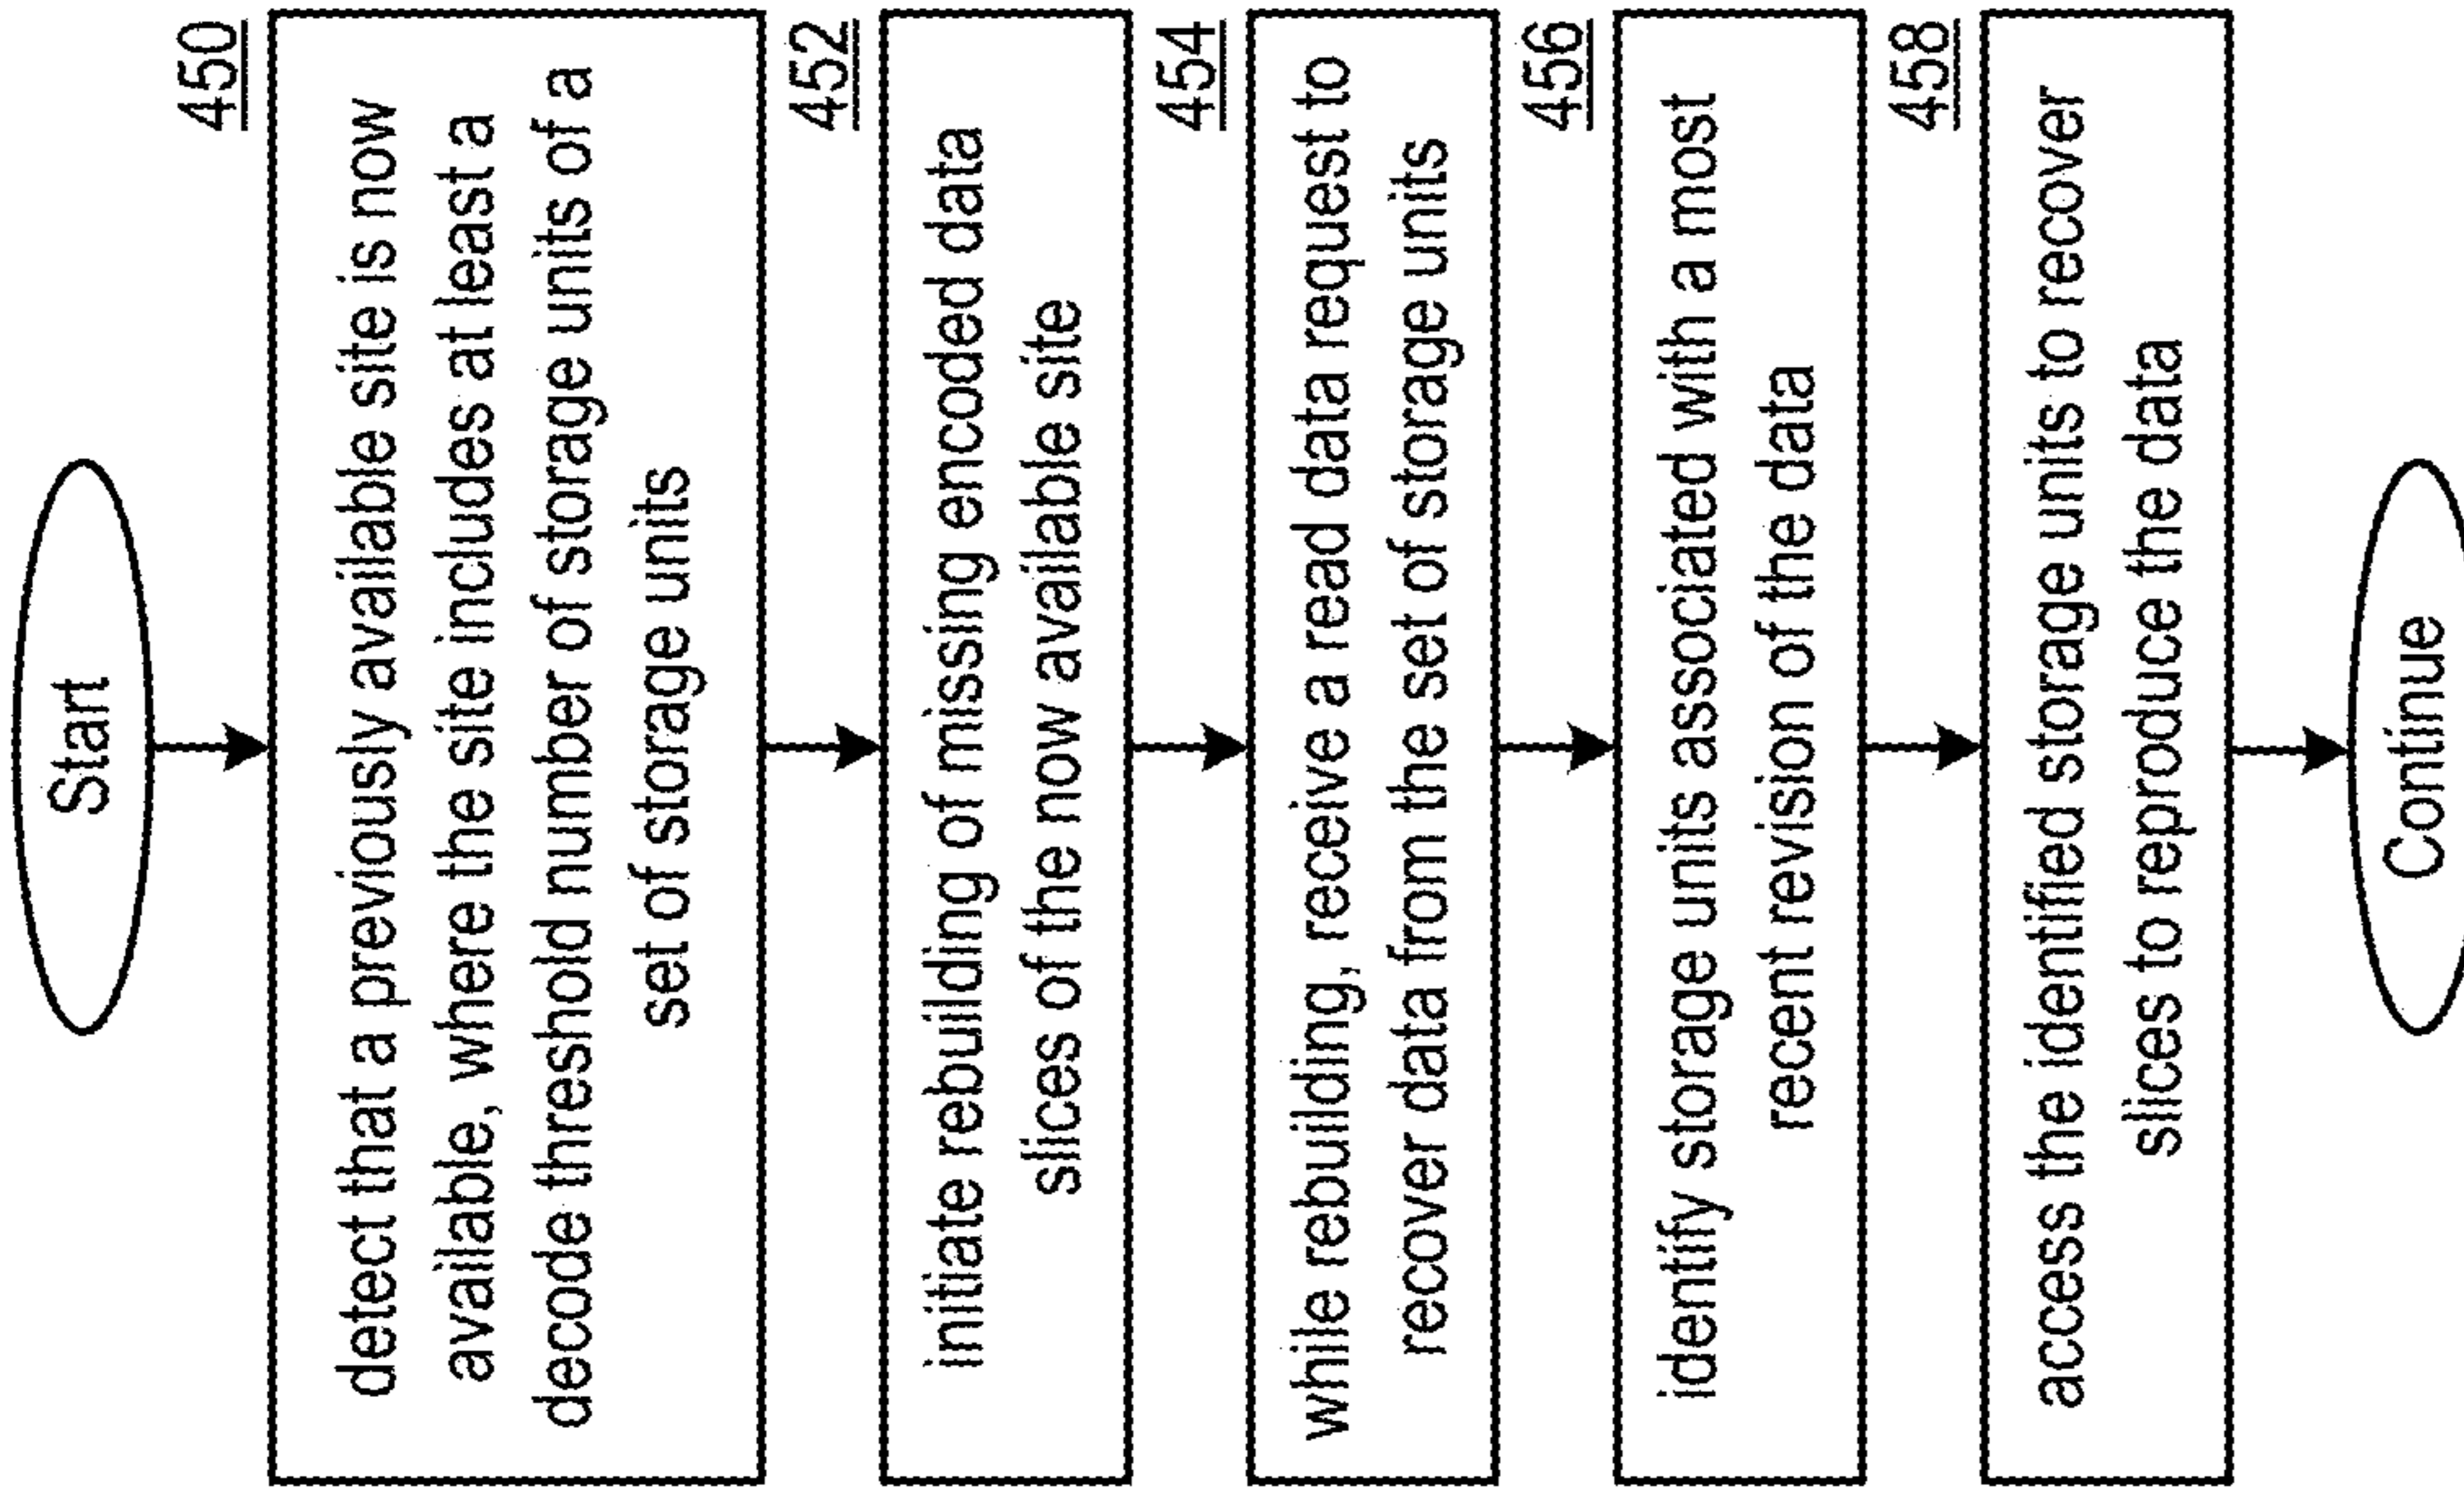 Start
450
detect that a previously available site is now
available, where the site includes at least a
decode threshold number of storage units of a
set of storage units
452
initiate rebuilding of missing encoded data
slices of the now available site
454
while rebuilding, receive a read data request to
recover data from the set of storage units
456
identify storage units associated with a most
recent revision of the data
458
access the identified storage units to recover
slices to reproduce the data
Continue